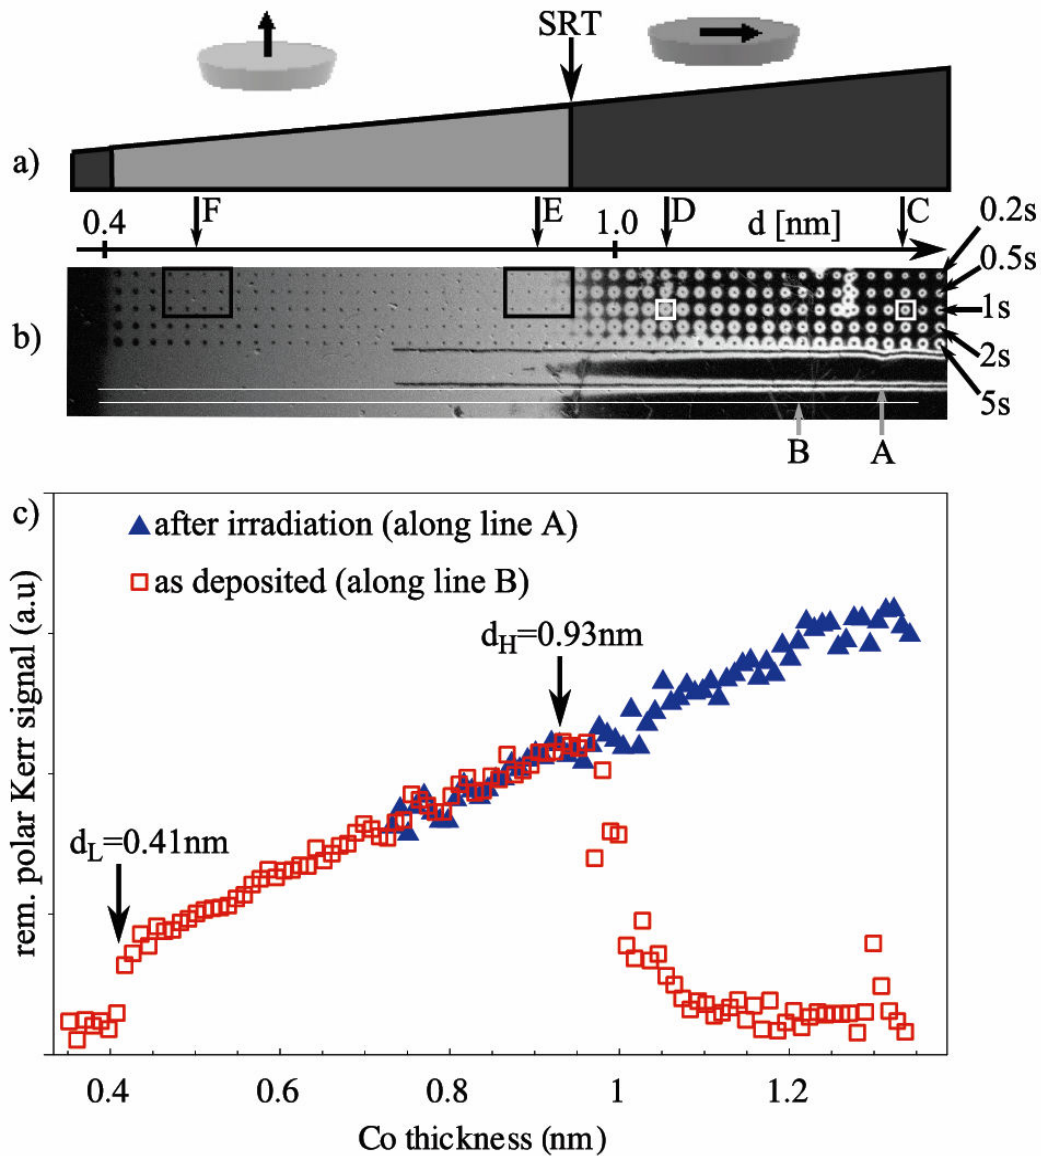 SRT
a)
F
E
D
C
0.2s
0.4
1.0
d [nm]
0.5s
1s
b)
2s
5s
B
A
c)
after irradiation (along line A)
as deposited (along line B)
d_H=0.93nm
d_L=0.41nm
rem. polar Kerr signal (a.u)
0.4
0.6
0.8
1
1.2
Co thickness (nm)